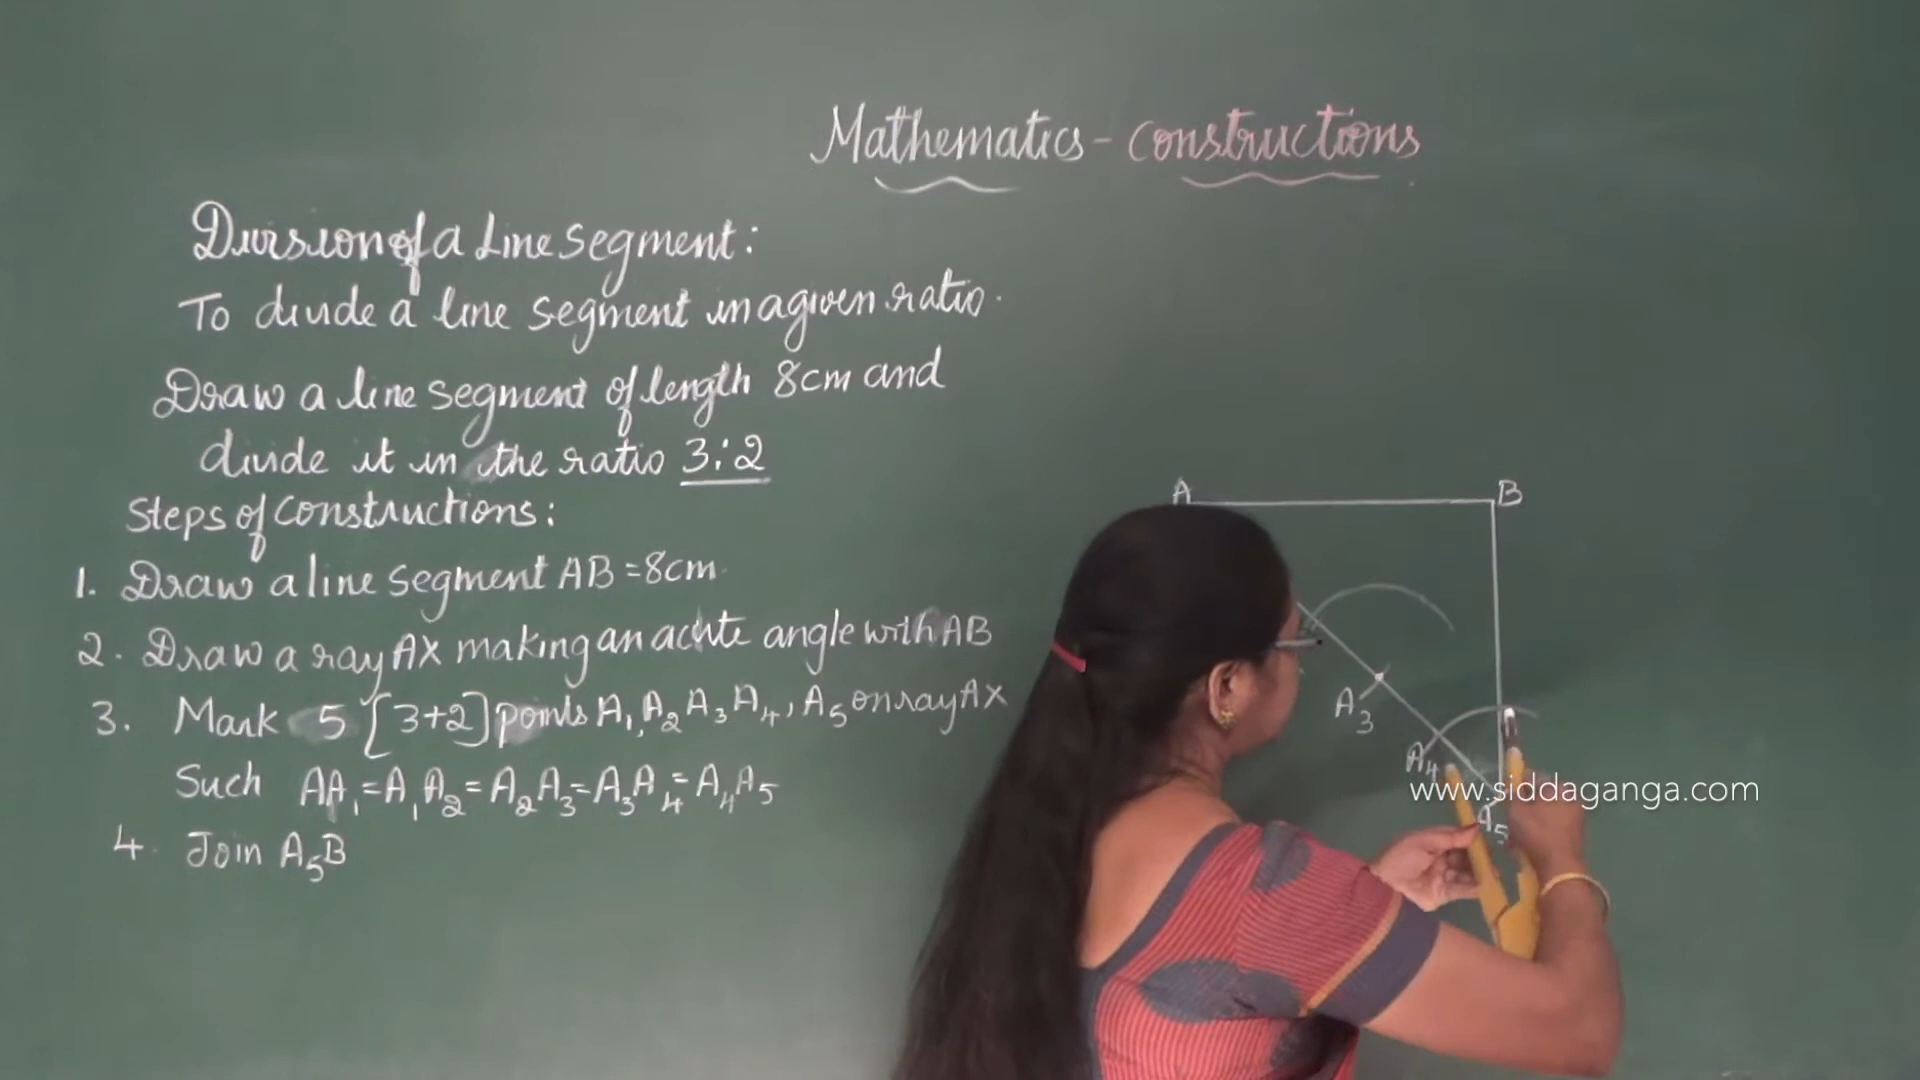 Mathematics - Constructions
Division of a Line Segment:
To divide a line segment in a given ratio.
Draw a line segment of length 8cm and
divide it in the ratio 3:2
Steps of Constructions:
1. Draw a line segment AB = 8cm.
2. Draw a ray AX making an acute angle with AB
3. Mark 5 [3+2] points A₁, A₂ A₃ A₄, A₅ on ray AX
Such AA₁ = A₁A₂ = A₂A₃ = A₃A₄ = A₄A₅
4. Join A₅B
A B
A₃
A₄
www.siddaganga.com
A₅